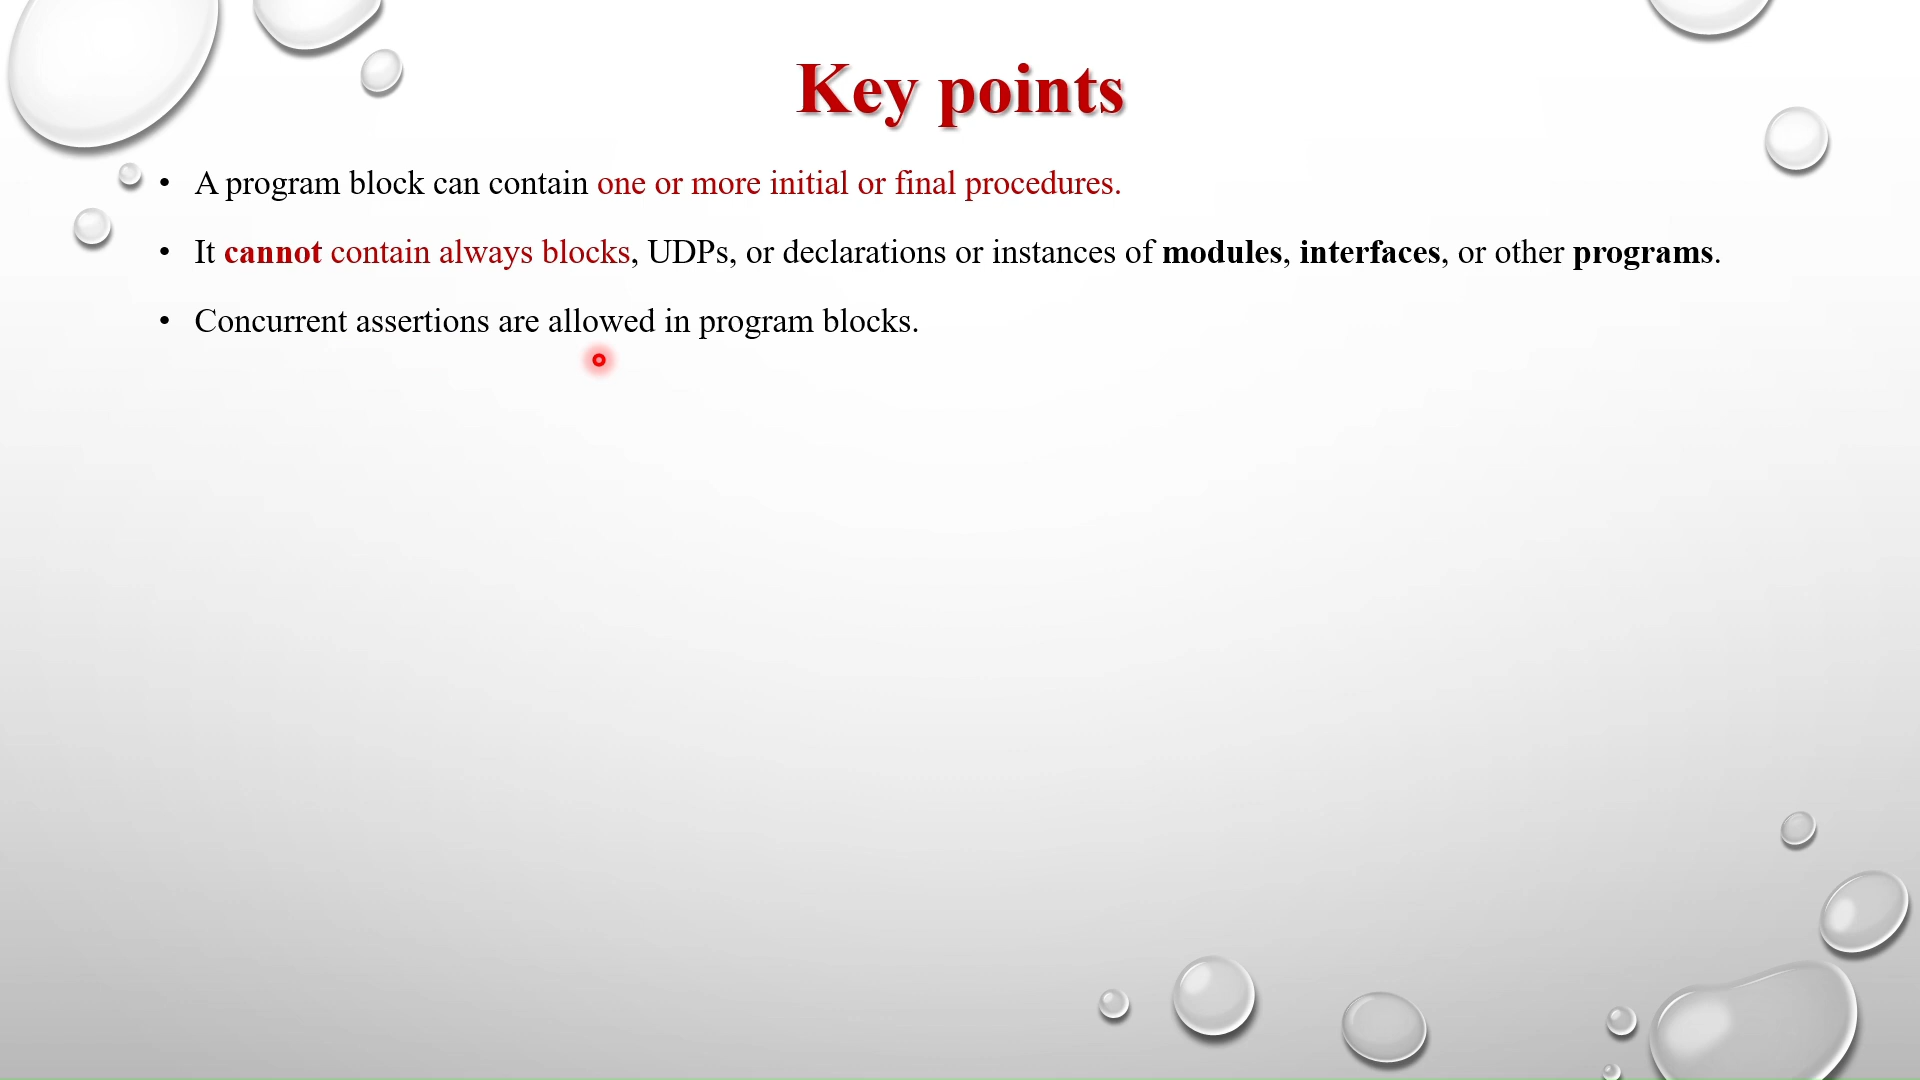 Key points
• A program block can contain one or more initial or final procedures.
• It cannot contain always blocks, UDPs, or declarations or instances of modules, interfaces, or other programs.
• Concurrent assertions are allowed in program blocks.